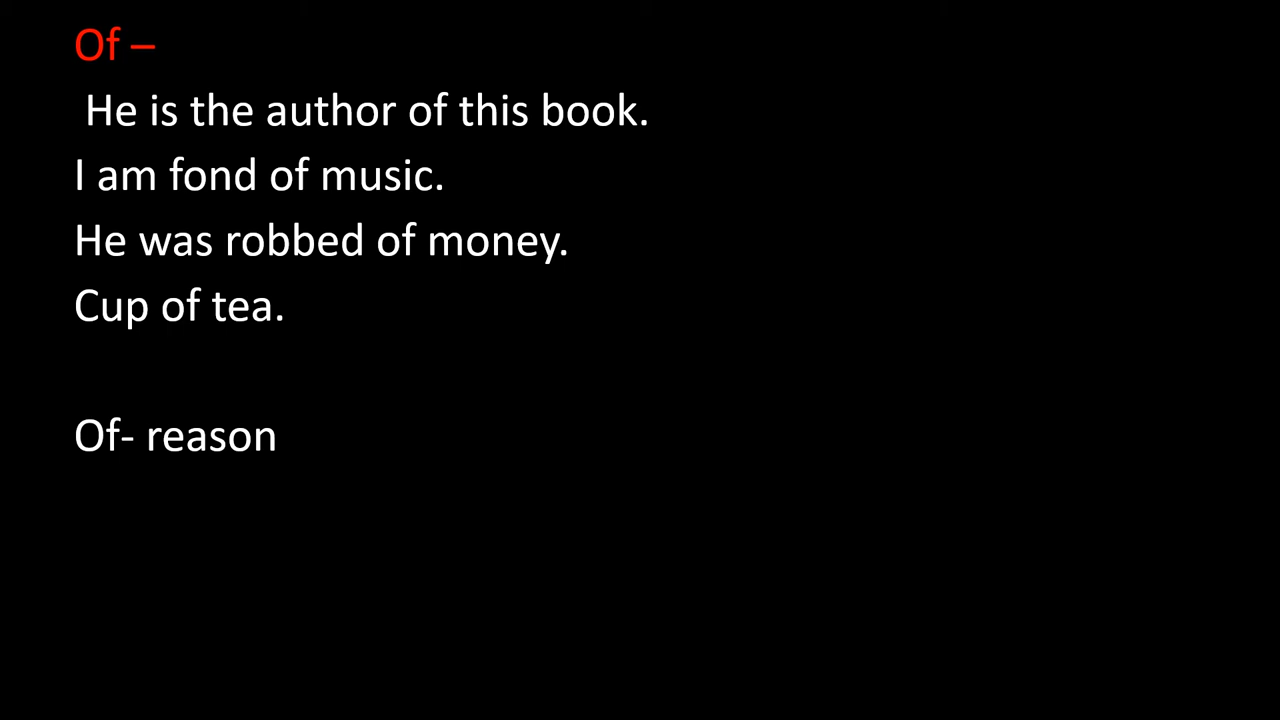 Of –
He is the author of this book.
I am fond of music.
He was robbed of money.
Cup of tea.
Of- reason